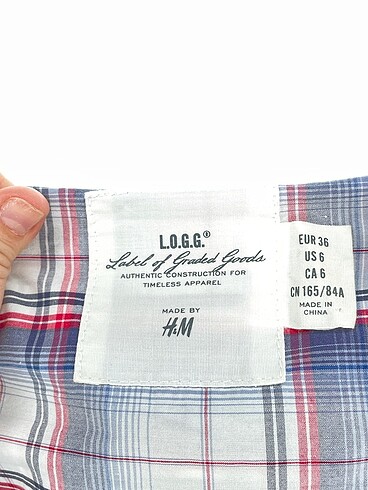 L.O.G.G.®
Label of Graded Goods
AUTHENTIC CONSTRUCTION FOR
TIMELESS APPAREL
MADE BY
H&M
EUR 36
US 6
CA 6
CN 165/84A
MADE IN
CHINA